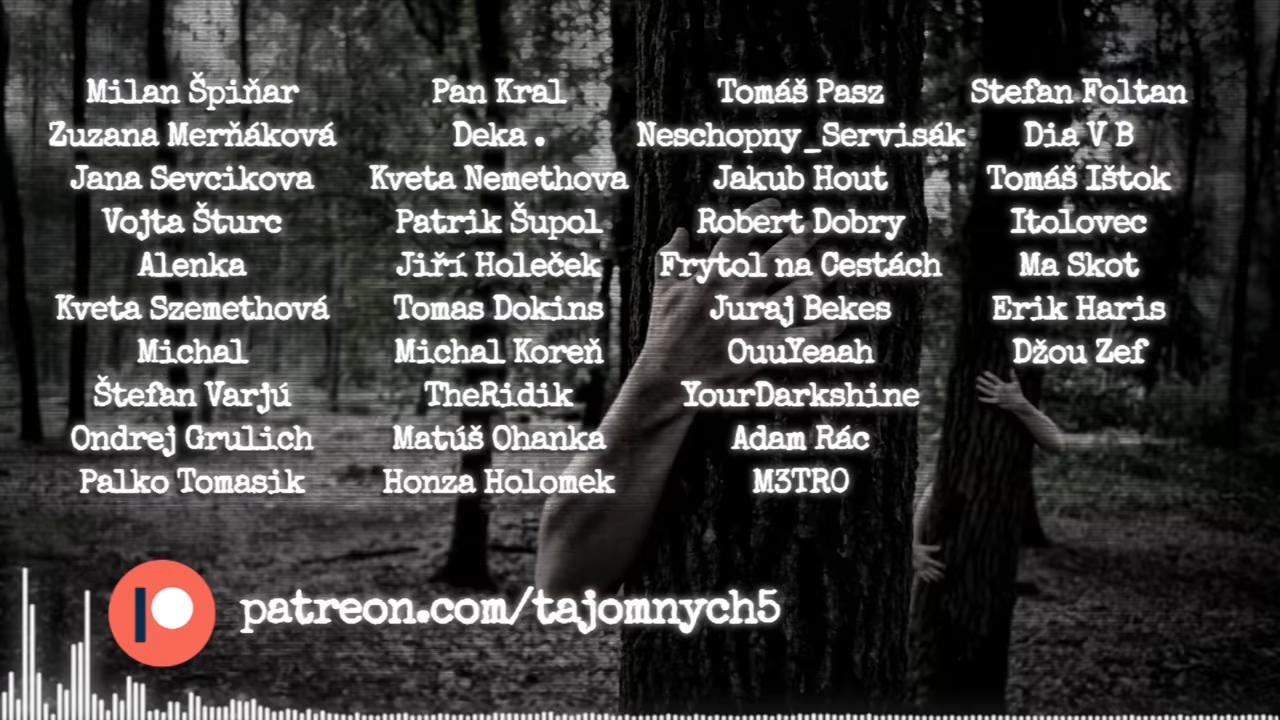 Milan Špiňar
Zuzana Merňáková
Jana Sevcikova
Vojta Šturc
Alenka
Kveta Szemethová
Michal
Štefan Varjú
Ondrej Grulich
Palko Tomasik
Pan Kral
Deka .
Kveta Nemethova
Patrik Šupol
Jiří Holeček
Tomas Dokins
Michal Koreň
TheRidik
Matúš Ohanka
Honza Holomek
Tomáš Pasz
Neschopny_Servisák
Jakub Hout
Robert Dobry
Frytol na Cestách
Juraj Bekes
OuuYeaah
YourDarkshine
Adam Rác
M3TRO
Stefan Foltan
Dia V B
Tomáš Ištok
Itolovec
Ma Skot
Erik Haris
Džou Zef
patreon.com/tajomnych5